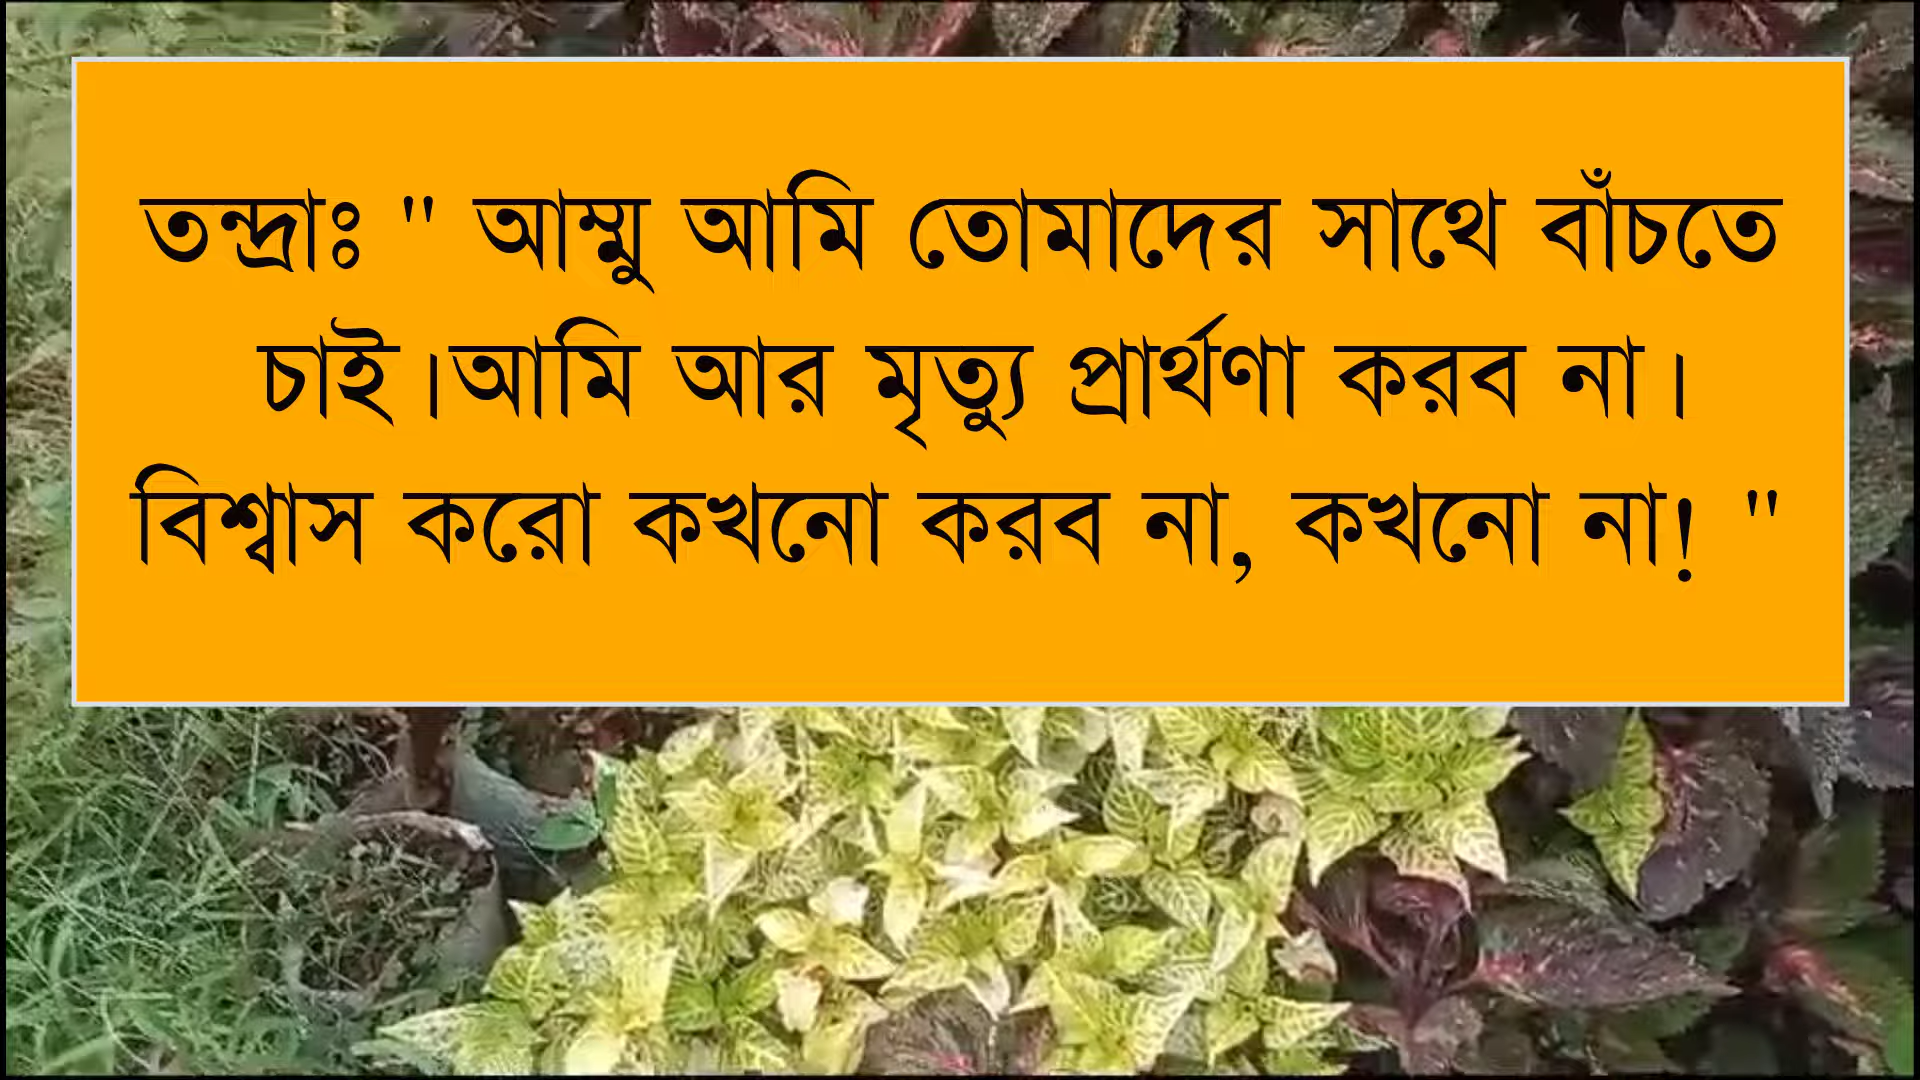 তন্দ্রাঃ " আম্মু আমি তোমাদের সাথে বাঁচতে
চাই।আমি আর মৃত্যু প্রার্থণা করব না।
বিশ্বাস করো কখনো করব না, কখনো না! "